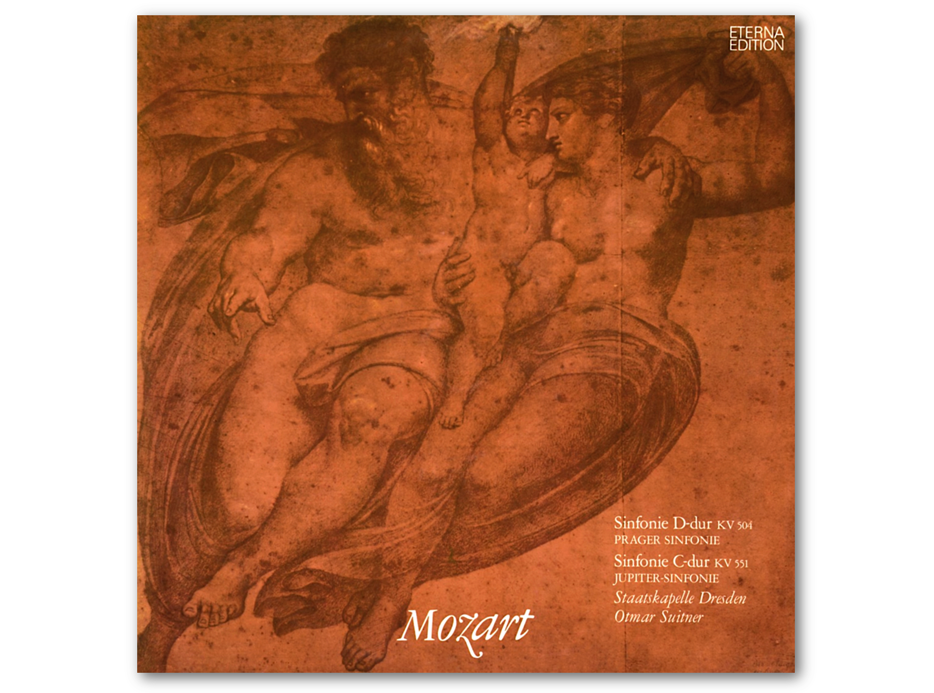 ETERNA
EDITION
Sinfonie D-dur KV 504
PRAGER SINFONIE
Sinfonie C-dur KV 551
JUPITER-SINFONIE
Staatskapelle Dresden
Otmar Suitner
Mozart